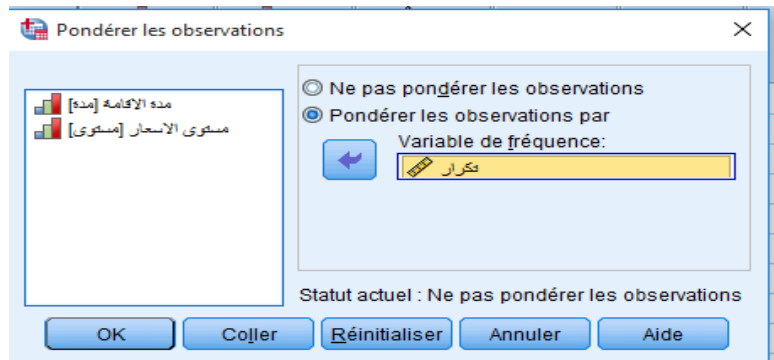 Pondérer les observations
مدة الاقامة [مدة]
مستوى الاسعار [مستوى]
Ne pas pondérer les observations
Pondérer les observations par
Variable de fréquence:
تكرار
Statut actuel : Ne pas pondérer les observations
OK Coller Réinitialiser Annuler Aide